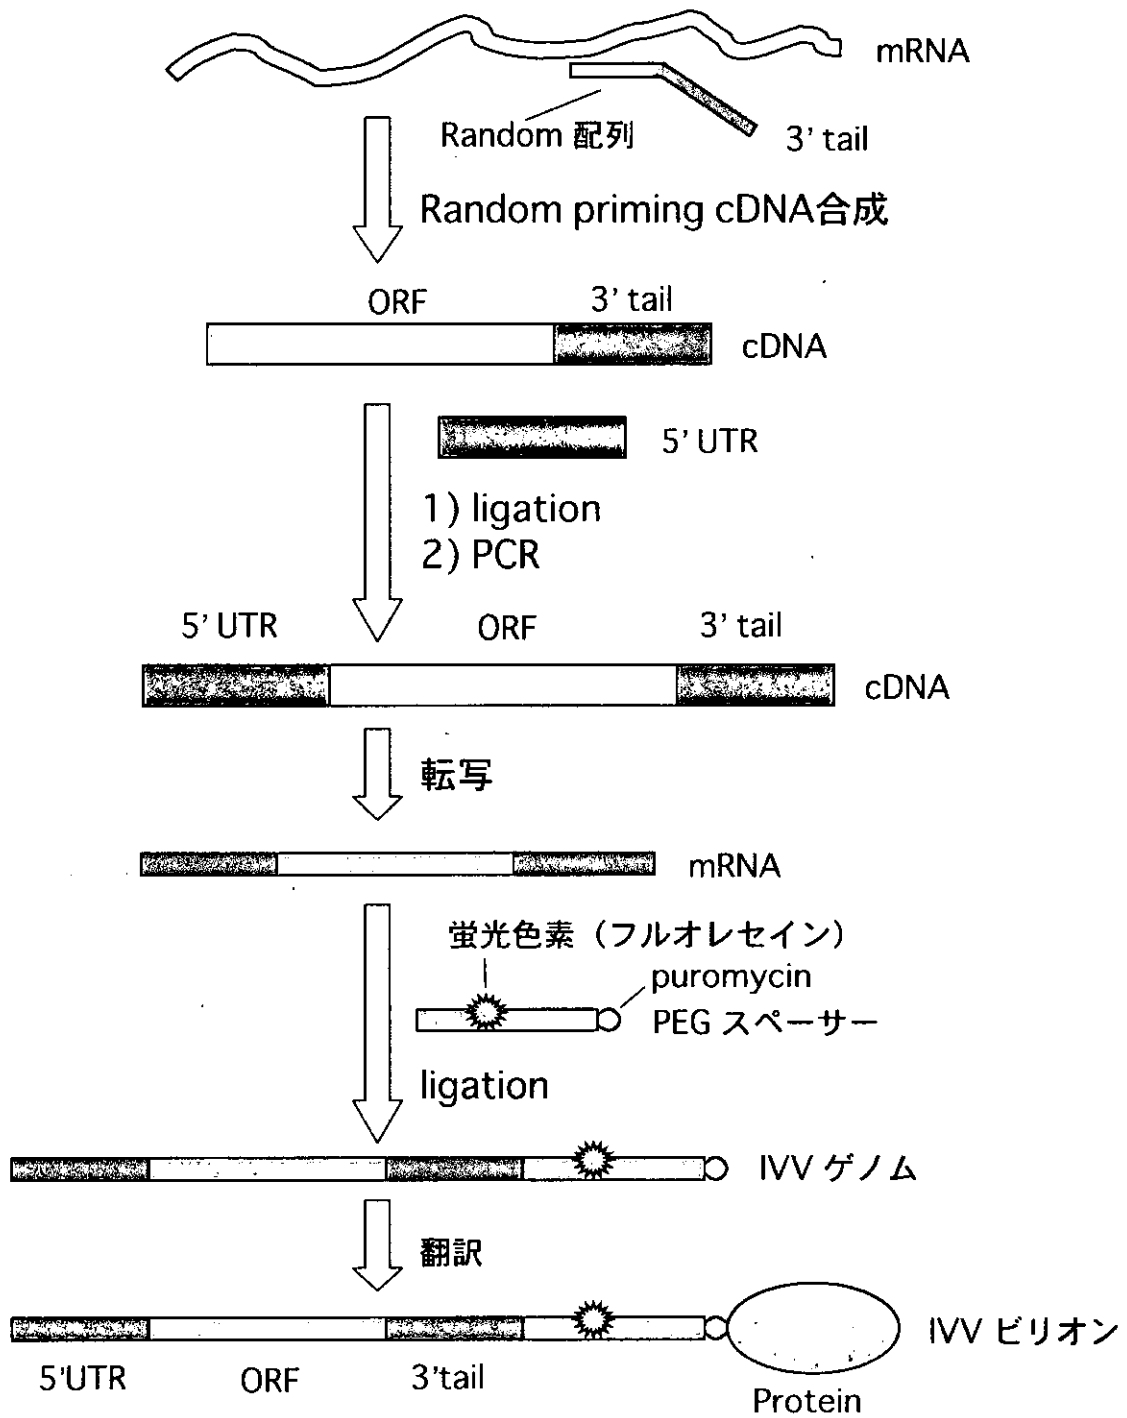 mRNA
Random 配列
3' tail
Random priming cDNA合成
ORF
3' tail
cDNA
5' UTR
1) ligation
2) PCR
5' UTR
ORF
3' tail
cDNA
転写
mRNA
蛍光色素（フルオレセイン）
puromycin
PEG スペーサー
ligation
IVV ゲノム
翻訳
IVV ビリオン
5'UTR
ORF
3'tail
Protein